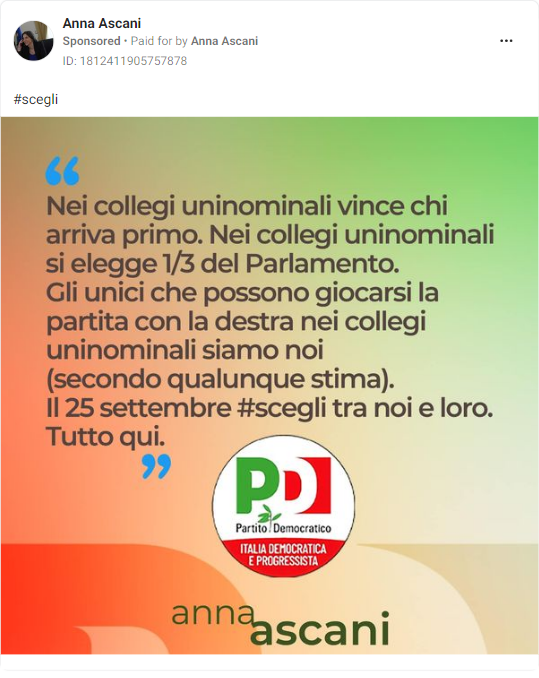 Anna Ascani
Sponsored • Paid for by Anna Ascani
ID: 1812411905757878
#scegli
“
Nei collegi uninominali vince chi
arriva primo. Nei collegi uninominali
si elegge 1/3 del Parlamento.
Gli unici che possono giocarsi la
partita con la destra nei collegi
uninominali siamo noi
(secondo qualunque stima).
Il 25 settembre #scegli tra noi e loro.
Tutto qui.
”
PD
Partito Democratico
ITALIA DEMOCRATICA
E PROGRESSISTA
anna
ascani